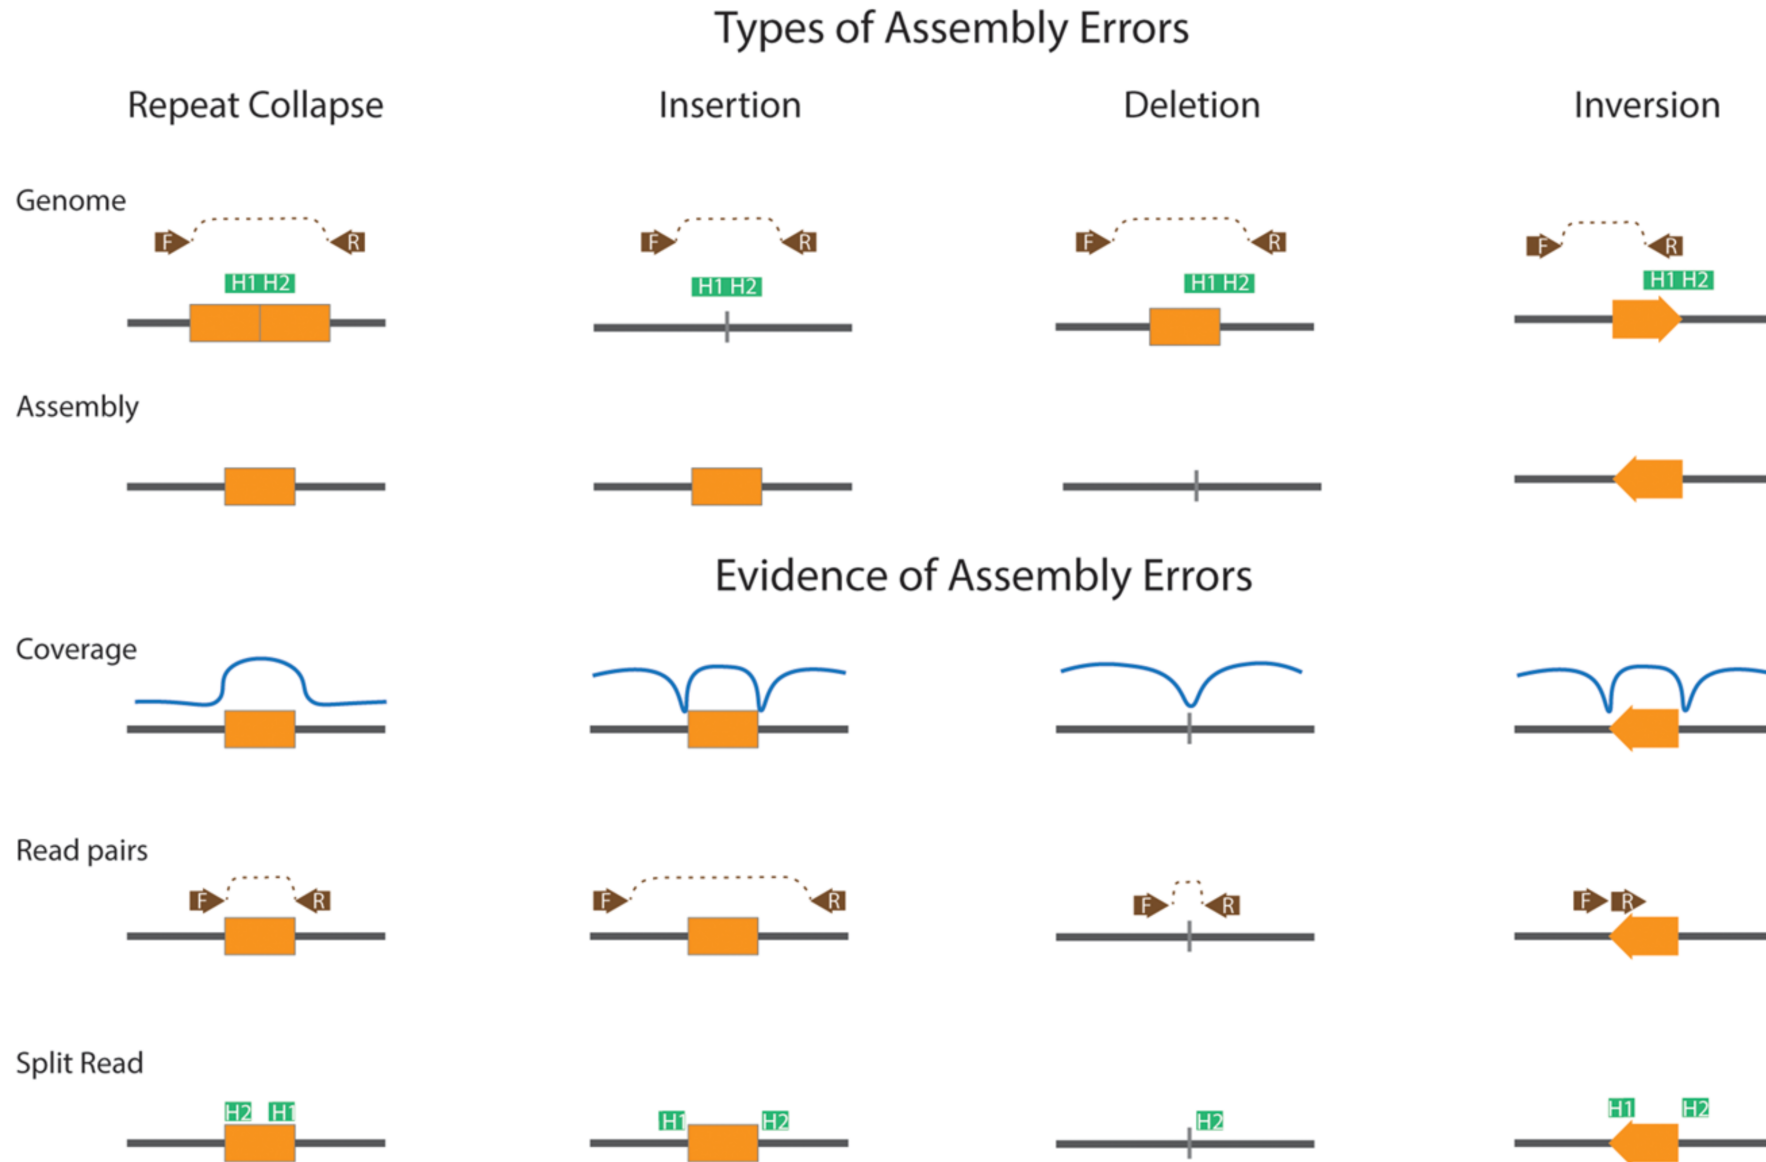 Types of Assembly Errors
Repeat Collapse Insertion Deletion Inversion
Genome
F R F R F R F R
H1 H2 H1 H2 H1 H2 H1 H2
Assembly
Evidence of Assembly Errors
Coverage
Read pairs
F R F R F R F R
Split Read
H2 H1 H1 H2 H2 H1 H2